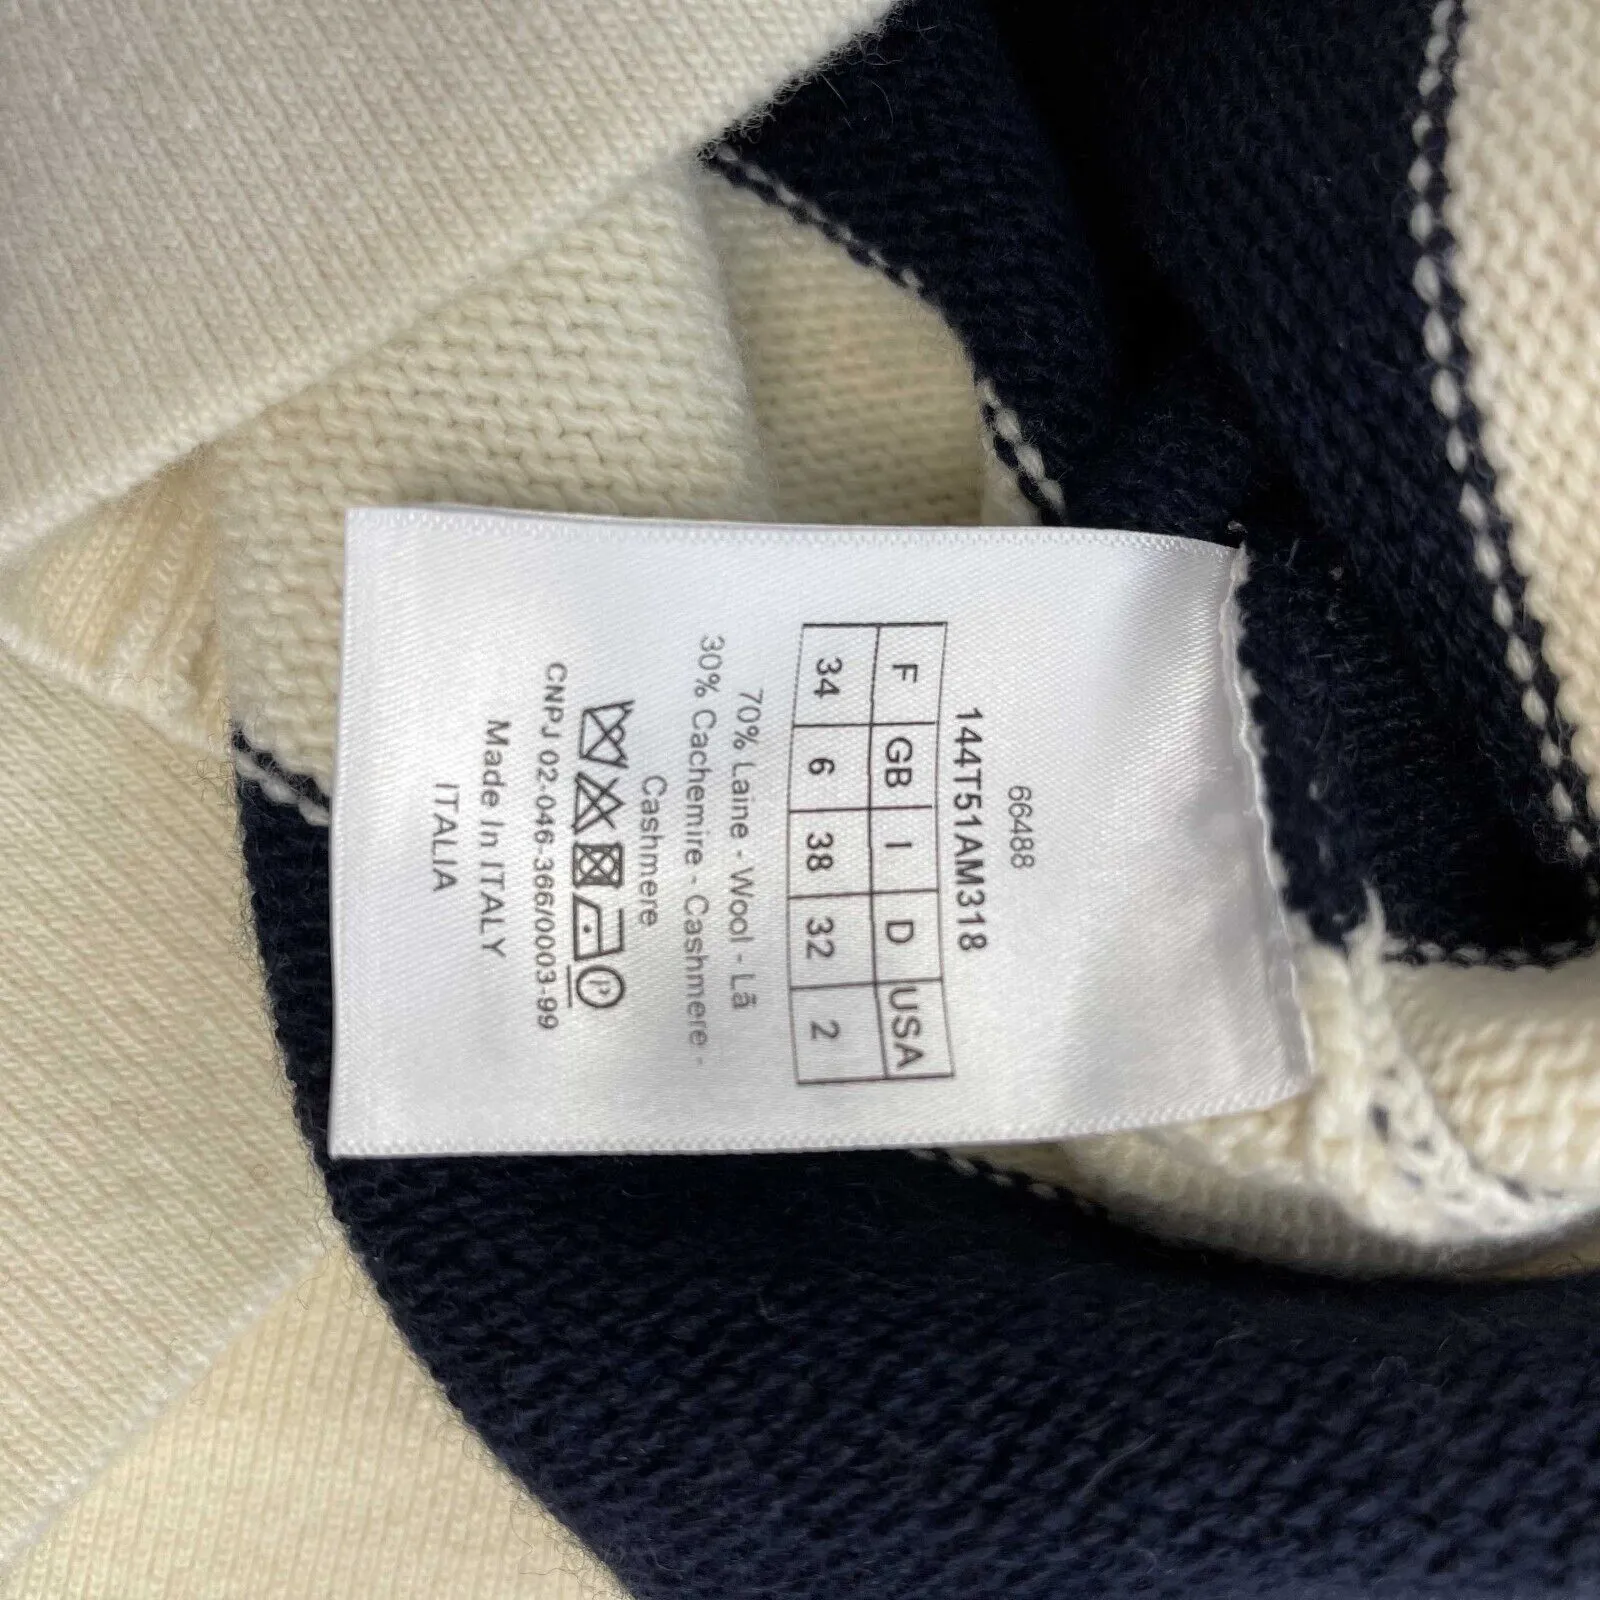 66488
144T51AM318
F GB I D USA
34 6 38 32 2
70% Laine - Wool - Lã
30% Cachemire - Cashmere -
Cashmere
P
CNPJ 02-046-366/0003-99
Made In ITALY
ITALIA